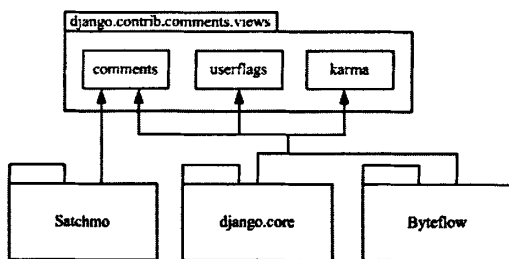 django.contrib.comments.views
comments userflags karma
Satchmo django.core Byteflow